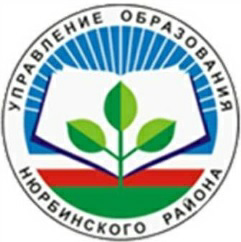 УПРАВЛЕНИЕ ОБРАЗОВАНИЯ
НЮРБИНСКОГО РАЙОНА